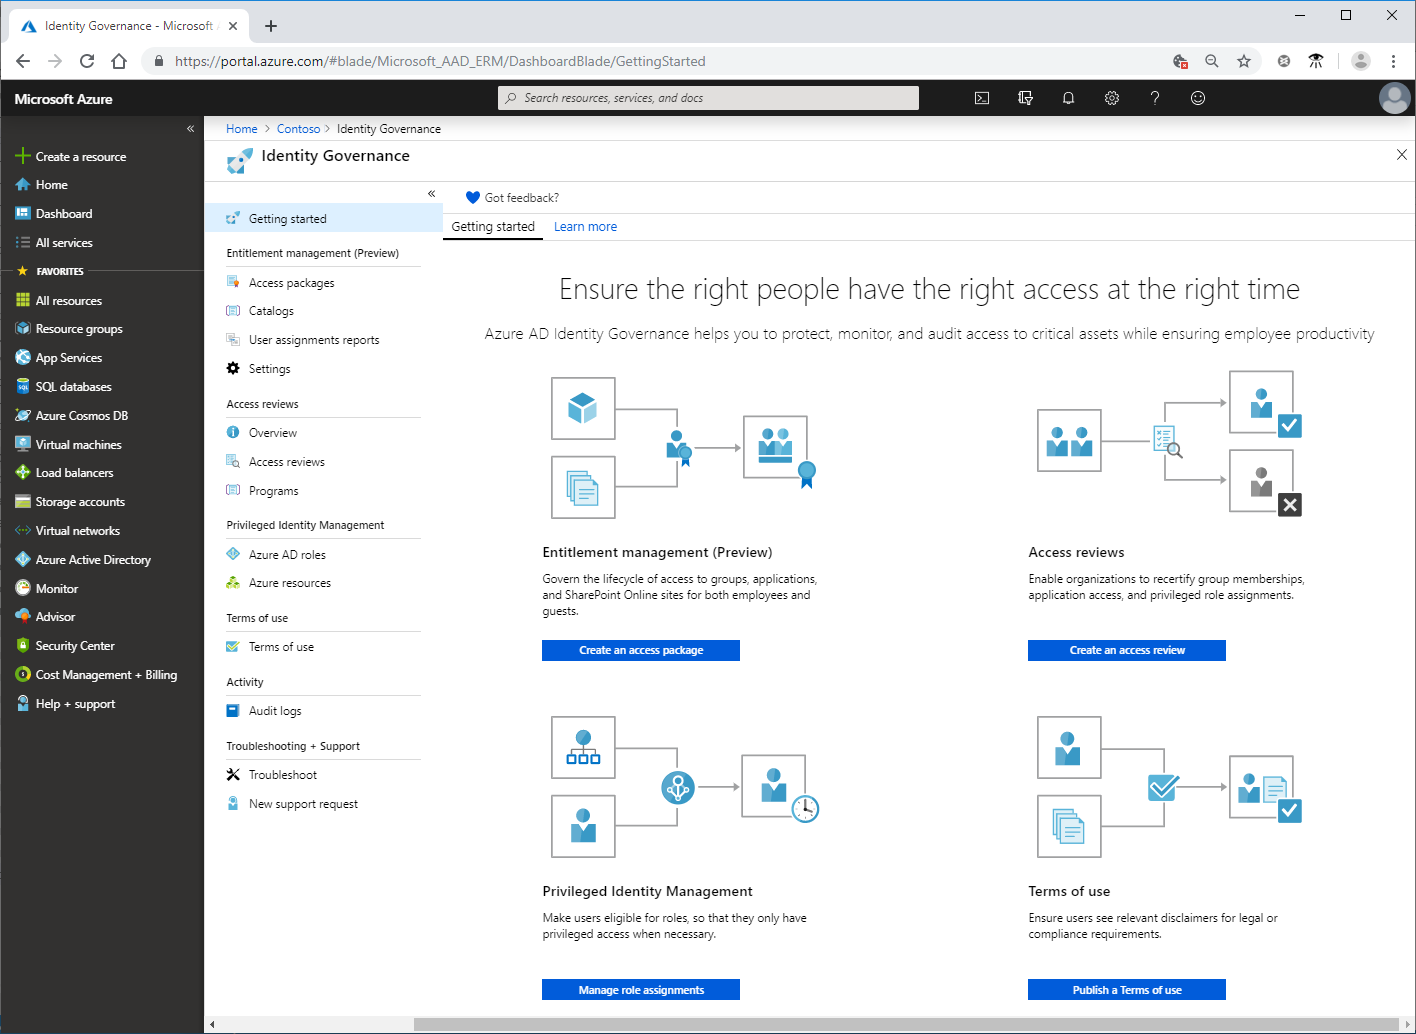 Identity Governance - Microsoft
https://portal.azure.com/#blade/Microsoft_AAD_ERM/DashboardBlade/GettingStarted
Microsoft Azure
Search resources, services, and docs
Create a resource
Home
Dashboard
All services
FAVORITES
All resources
Resource groups
App Services
SQL databases
Azure Cosmos DB
Virtual machines
Load balancers
Storage accounts
Virtual networks
Azure Active Directory
Monitor
Advisor
Security Center
Cost Management + Billing
Help + support
Home > Contoso > Identity Governance
Identity Governance
Getting started
Entitlement management (Preview)
Access packages
Catalogs
User assignments reports
Settings
Access reviews
Overview
Access reviews
Programs
Privileged Identity Management
Azure AD roles
Azure resources
Terms of use
Terms of use
Activity
Audit logs
Troubleshooting + Support
Troubleshoot
New support request
Got feedback?
Getting started Learn more
Ensure the right people have the right access at the right time
Azure AD Identity Governance helps you to protect, monitor, and audit access to critical assets while ensuring employee productivity
Entitlement management (Preview)
Govern the lifecycle of access to groups, applications,
and SharePoint Online sites for both employees and
guests.
Create an access package
Access reviews
Enable organizations to recertify group memberships,
application access, and privileged role assignments.
Create an access review
Privileged Identity Management
Make users eligible for roles, so that they only have
privileged access when necessary.
Manage role assignments
Terms of use
Ensure users see relevant disclaimers for legal or
compliance requirements.
Publish a Terms of use